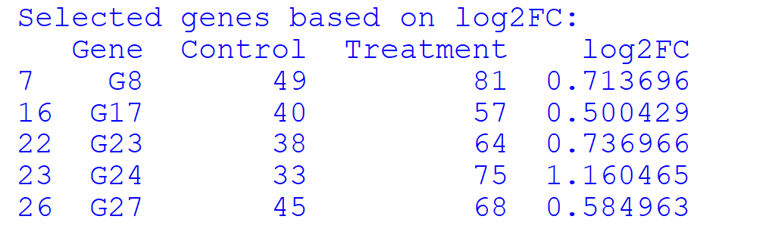 Selected genes based on log2FC:
   Gene  Control  Treatment    log2FC
7    G8       49         81  0.713696
16  G17       40         57  0.500429
22  G23       38         64  0.736966
23  G24       33         75  1.160465
26  G27       45         68  0.584963